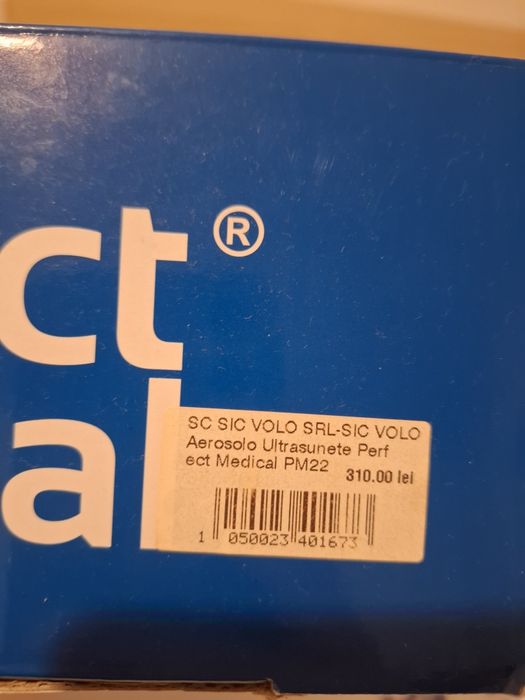 ct®
al
SC SIC VOLO SRL-SIC VOLO
Aerosolo Ultrasunete Perf
ect Medical PM22
310.00 lei
1 050023 401673